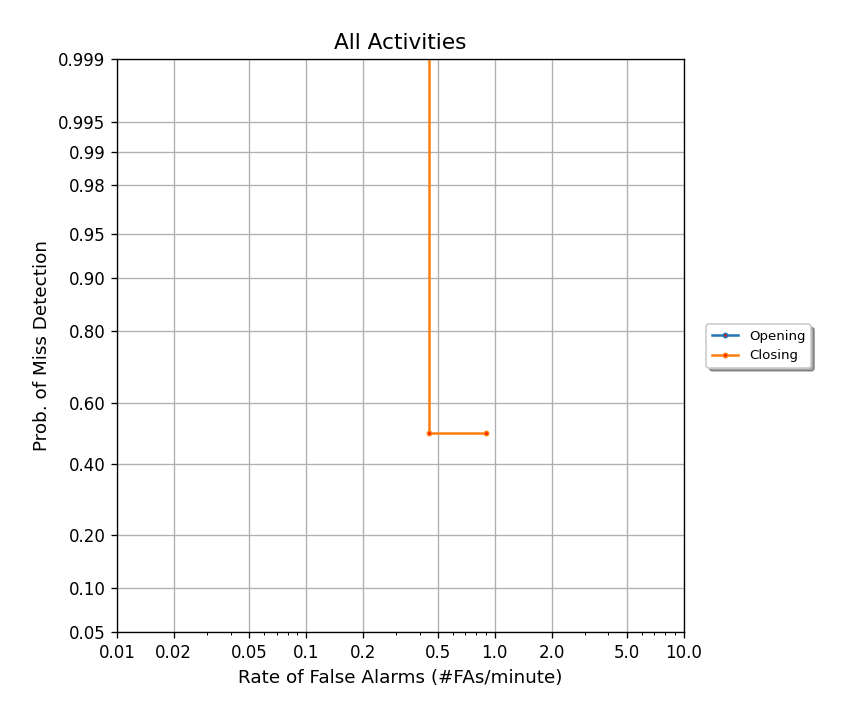 All Activities
0.999
0.995
0.99
0.98
0.95
0.90
0.80
0.60
0.40
0.20
0.10
0.05
Prob. of Miss Detection
0.01 0.02 0.05 0.1 0.2 0.5 1.0 2.0 5.0 10.0
Rate of False Alarms (#FAs/minute)
Opening
Closing